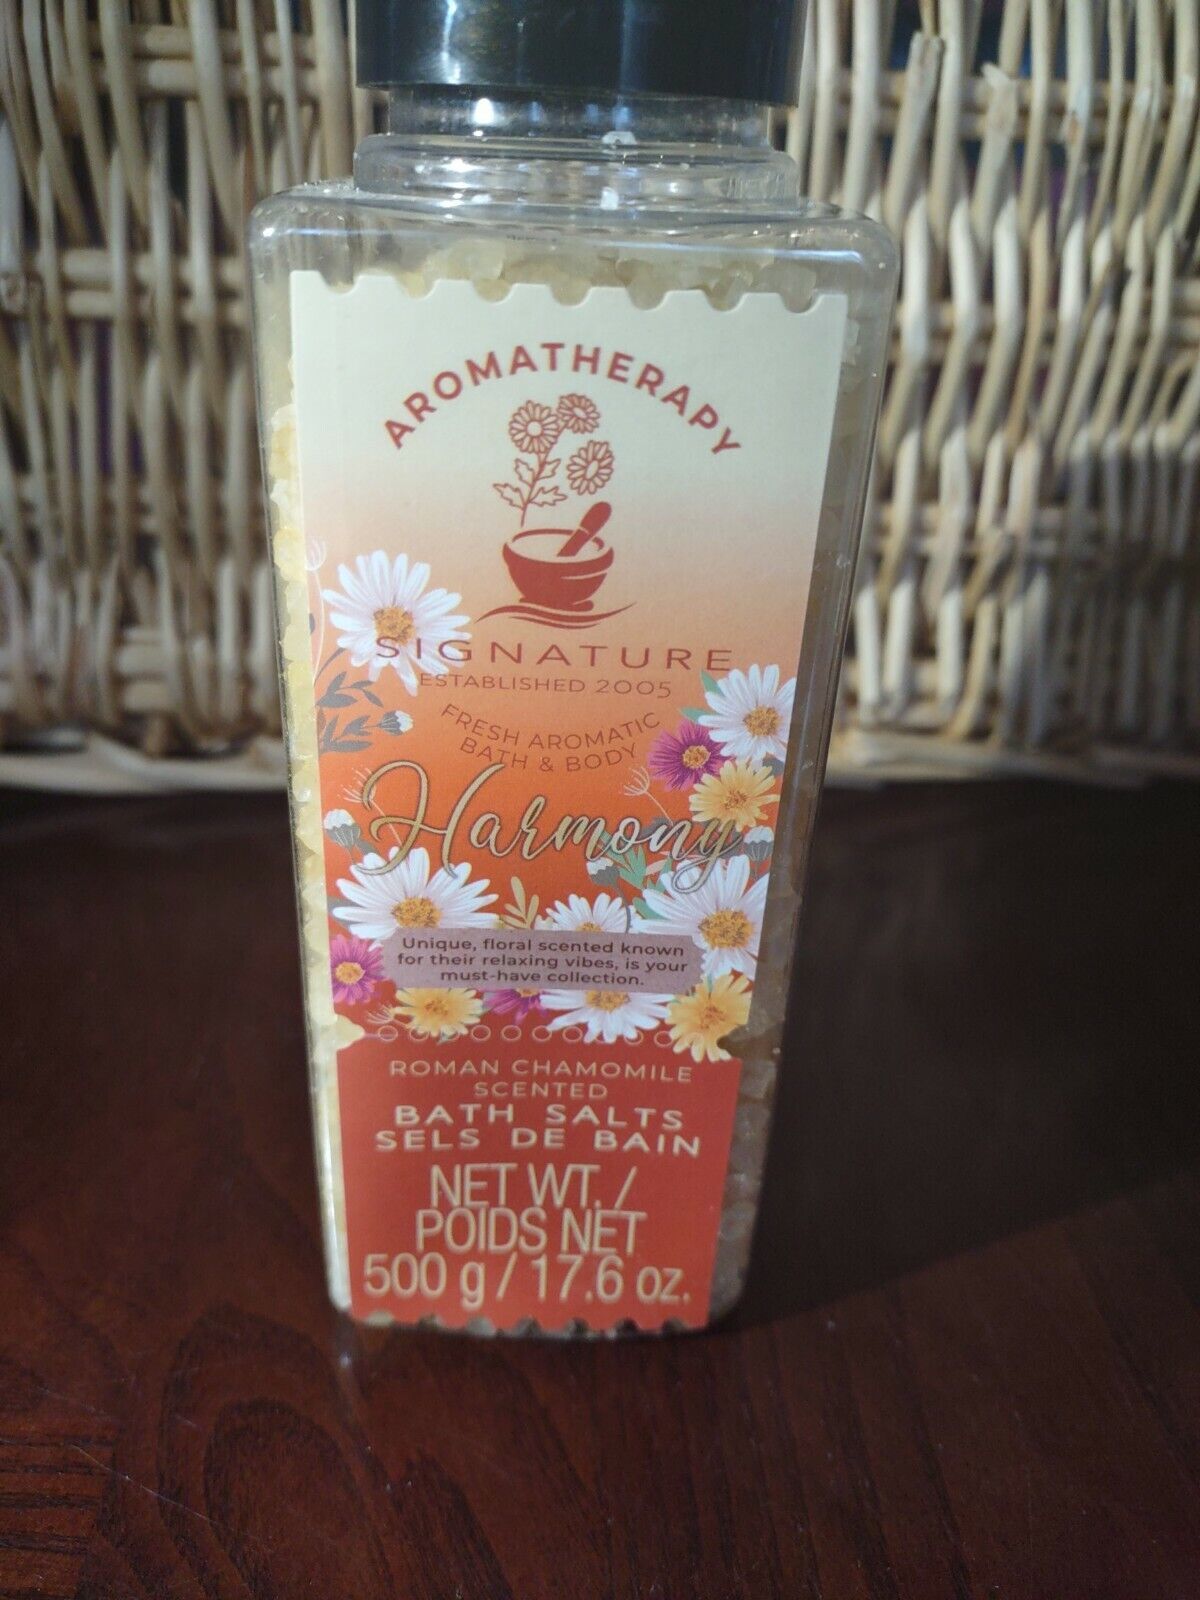 AROMATHERAPY
SIGNATURE
ESTABLISHED 2005
FRESH AROMATIC
BATH & BODY
Harmony
Unique, floral scented known
for their relaxing vibes, is your
must-have collection.
ROMAN CHAMOMILE
SCENTED
BATH SALTS
SELS DE BAIN
NET WT. /
POIDS NET
500 g / 17.6 oz.